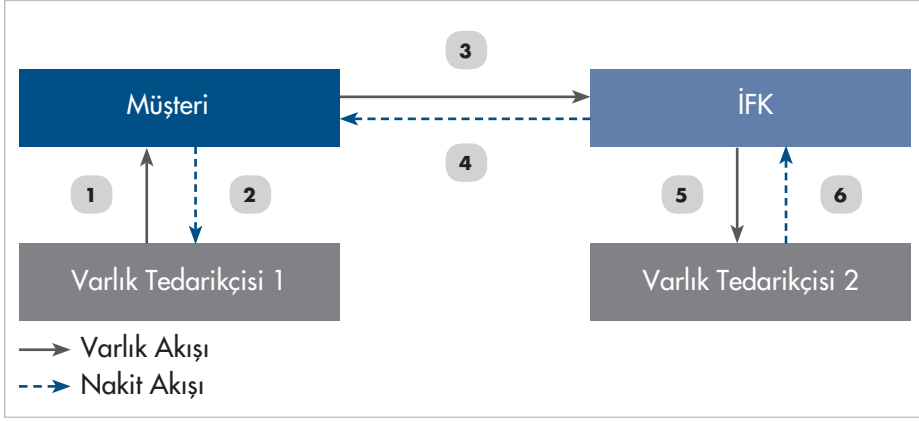 3
Müşteri
İFK
4
1
2
5
6
Varlık Tedarikçisi 1
Varlık Tedarikçisi 2
Varlık Akışı
Nakit Akışı